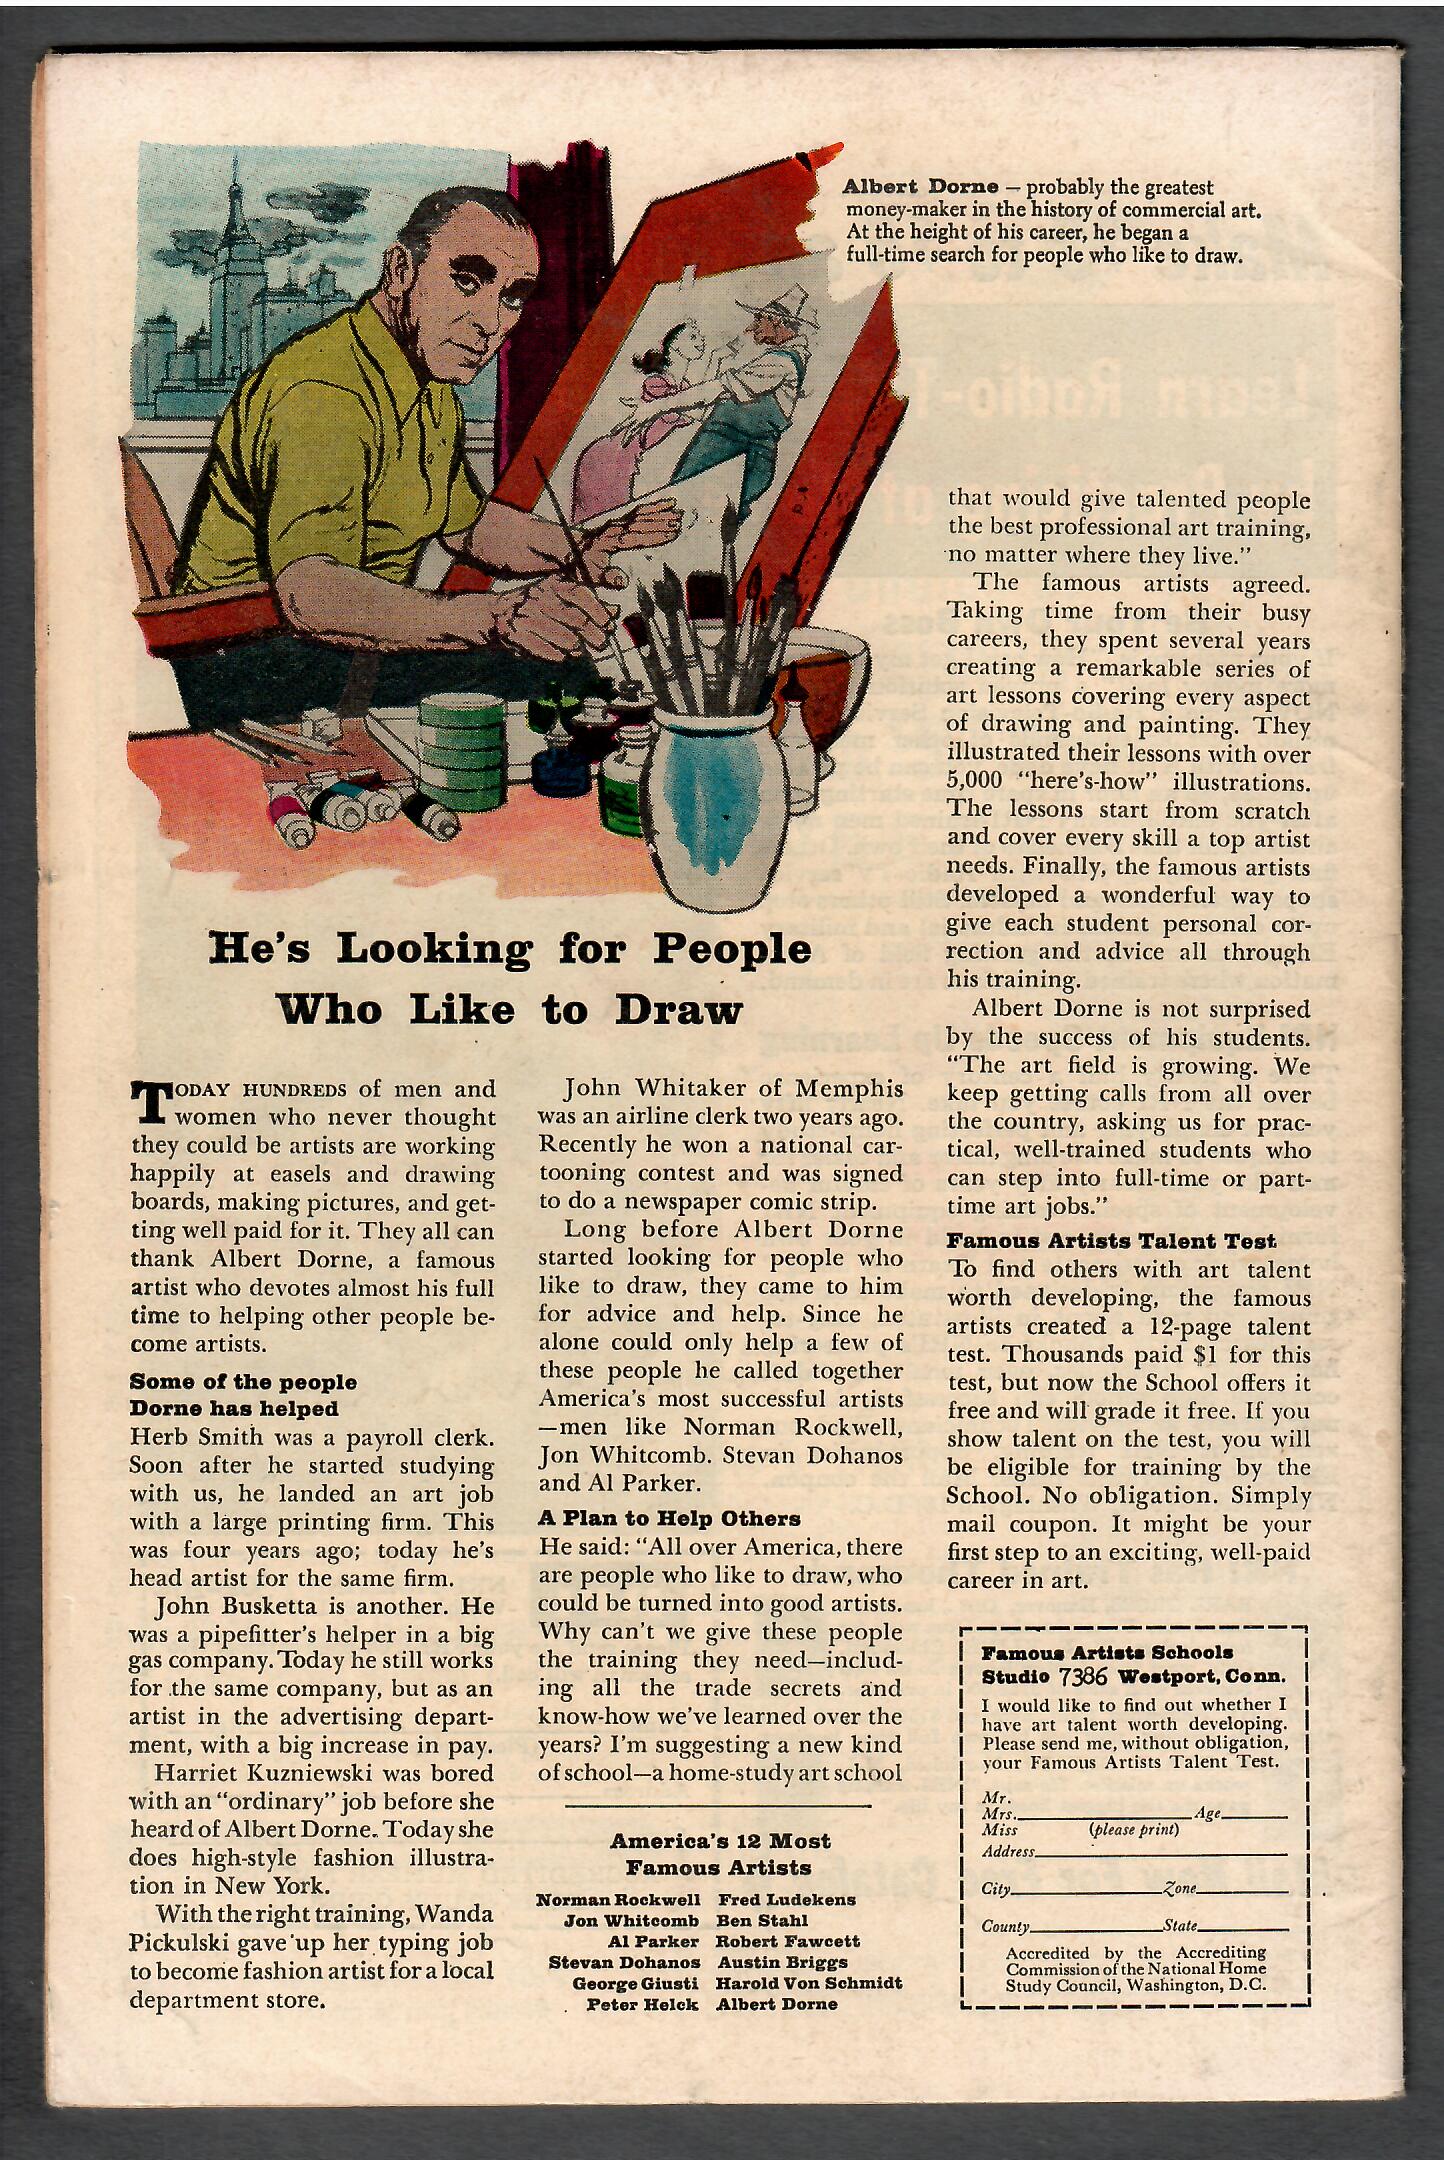 Albert Dorne – probably the greatest
money-maker in the history of commercial art.
At the height of his career, he began a
full-time search for people who like to draw.
He's Looking for People
Who Like to Draw
TODAY HUNDREDS of men and
women who never thought
they could be artists are working
happily at easels and drawing
boards, making pictures, and get-
ting well paid for it. They all can
thank Albert Dorne, a famous
artist who devotes almost his full
time to helping other people be-
come artists.
Some of the people
Dorne has helped
Herb Smith was a payroll clerk.
Soon after he started studying
with us, he landed an art job
with a large printing firm. This
was four years ago; today he's
head artist for the same firm.
John Busketta is another. He
was a pipefitter's helper in a big
gas company. Today he still works
for the same company, but as an
artist in the advertising depart-
ment, with a big increase in pay.
Harriet Kuzniewski was bored
with an "ordinary" job before she
heard of Albert Dorne. Today she
does high-style fashion illustra-
tion in New York.
With the right training, Wanda
Pickulski gave up her typing job
to become fashion artist for a local
department store.
John Whitaker of Memphis
was an airline clerk two years ago.
Recently he won a national car-
tooning contest and was signed
to do a newspaper comic strip.
Long before Albert Dorne
started looking for people who
like to draw, they came to him
for advice and help. Since he
alone could only help a few of
these people he called together
America's most successful artists
—men like Norman Rockwell,
Jon Whitcomb. Stevan Dohanos
and Al Parker.
A Plan to Help Others
He said: "All over America, there
are people who like to draw, who
could be turned into good artists.
Why can't we give these people
the training they need—includ-
ing all the trade secrets and
know-how we've learned over the
years? I'm suggesting a new kind
of school—a home-study art school
America's 12 Most
Famous Artists
Norman Rockwell Fred Ludekens
Jon Whitcomb Ben Stahl
Al Parker Robert Fawcett
Stevan Dohanos Austin Briggs
George Giusti Harold Von Schmidt
Peter Helck Albert Dorne
that would give talented people
the best professional art training,
no matter where they live."
The famous artists agreed.
Taking time from their busy
careers, they spent several years
creating a remarkable series of
art lessons covering every aspect
of drawing and painting. They
illustrated their lessons with over
5,000 "here's-how" illustrations.
The lessons start from scratch
and cover every skill a top artist
needs. Finally, the famous artists
developed a wonderful way to
give each student personal cor-
rection and advice all through
his training.
Albert Dorne is not surprised
by the success of his students.
"The art field is growing. We
keep getting calls from all over
the country, asking us for prac-
tical, well-trained students who
can step into full-time or part-
time art jobs."
Famous Artists Talent Test
To find others with art talent
worth developing, the famous
artists created a 12-page talent
test. Thousands paid $1 for this
test, but now the School offers it
free and will grade it free. If you
show talent on the test, you will
be eligible for training by the
School. No obligation. Simply
mail coupon. It might be your
first step to an exciting, well-paid
career in art.
Famous Artists Schools
Studio 7386 Westport, Conn.
I would like to find out whether I
have art talent worth developing.
Please send me, without obligation,
your Famous Artists Talent Test.
Mr.
Mrs. Age
Miss (please print)
Address
City Zone
County State
Accredited by the Accrediting
Commission of the National Home
Study Council, Washington, D.C.